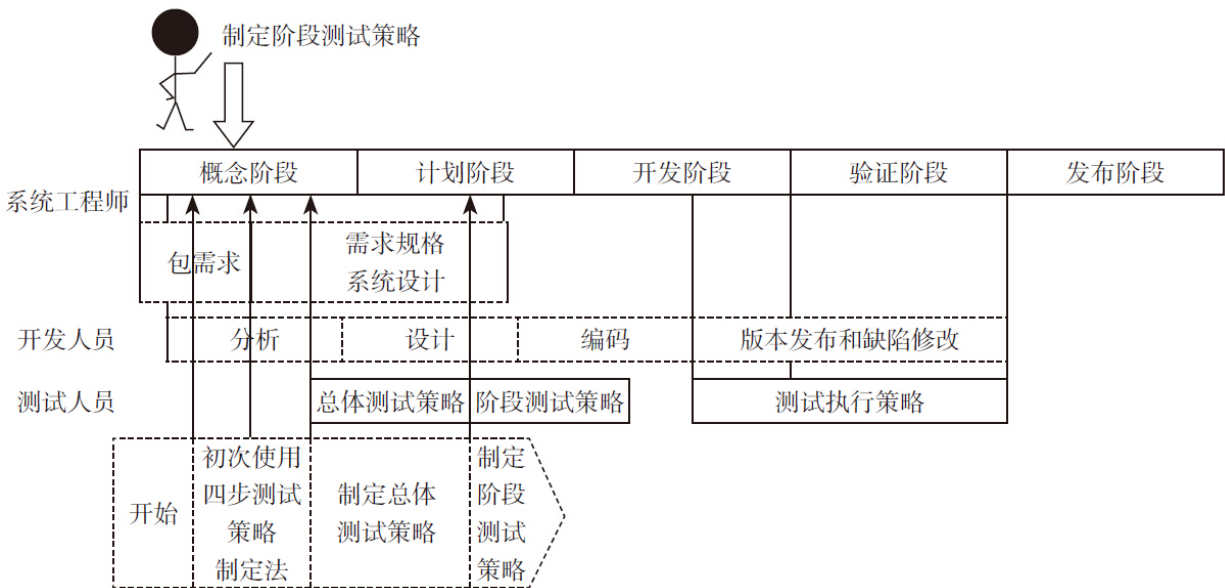 制定阶段测试策略
概念阶段 计划阶段 开发阶段 验证阶段 发布阶段
系统工程师
包需求
需求规格
系统设计
开发人员 分析 设计 编码 版本发布和缺陷修改
测试人员 总体测试策略 阶段测试策略 测试执行策略
开始
初次使用
四步测试
策略
制定法
制定总体
测试策略
制定
阶段
测试
策略